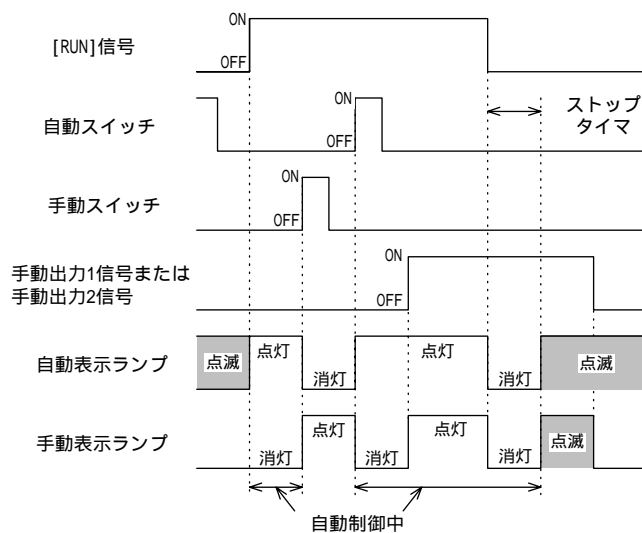 ON
[RUN]信号
OFF
ストップ
タイマ
ON
自動スイッチ
OFF
ON
手動スイッチ
OFF
ON
手動出力1信号または
手動出力2信号
OFF
自動表示ランプ
点滅
点灯
消灯
点灯
消灯
点滅
手動表示ランプ
消灯
点灯
消灯
点灯
消灯
点滅
自動制御中